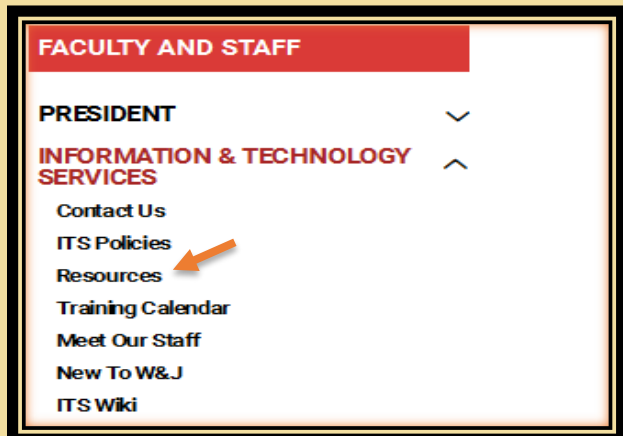 FACULTY AND STAFF
PRESIDENT
INFORMATION & TECHNOLOGY
SERVICES
Contact Us
ITS Policies
Resources
Training Calendar
Meet Our Staff
New To W&J
ITS Wiki